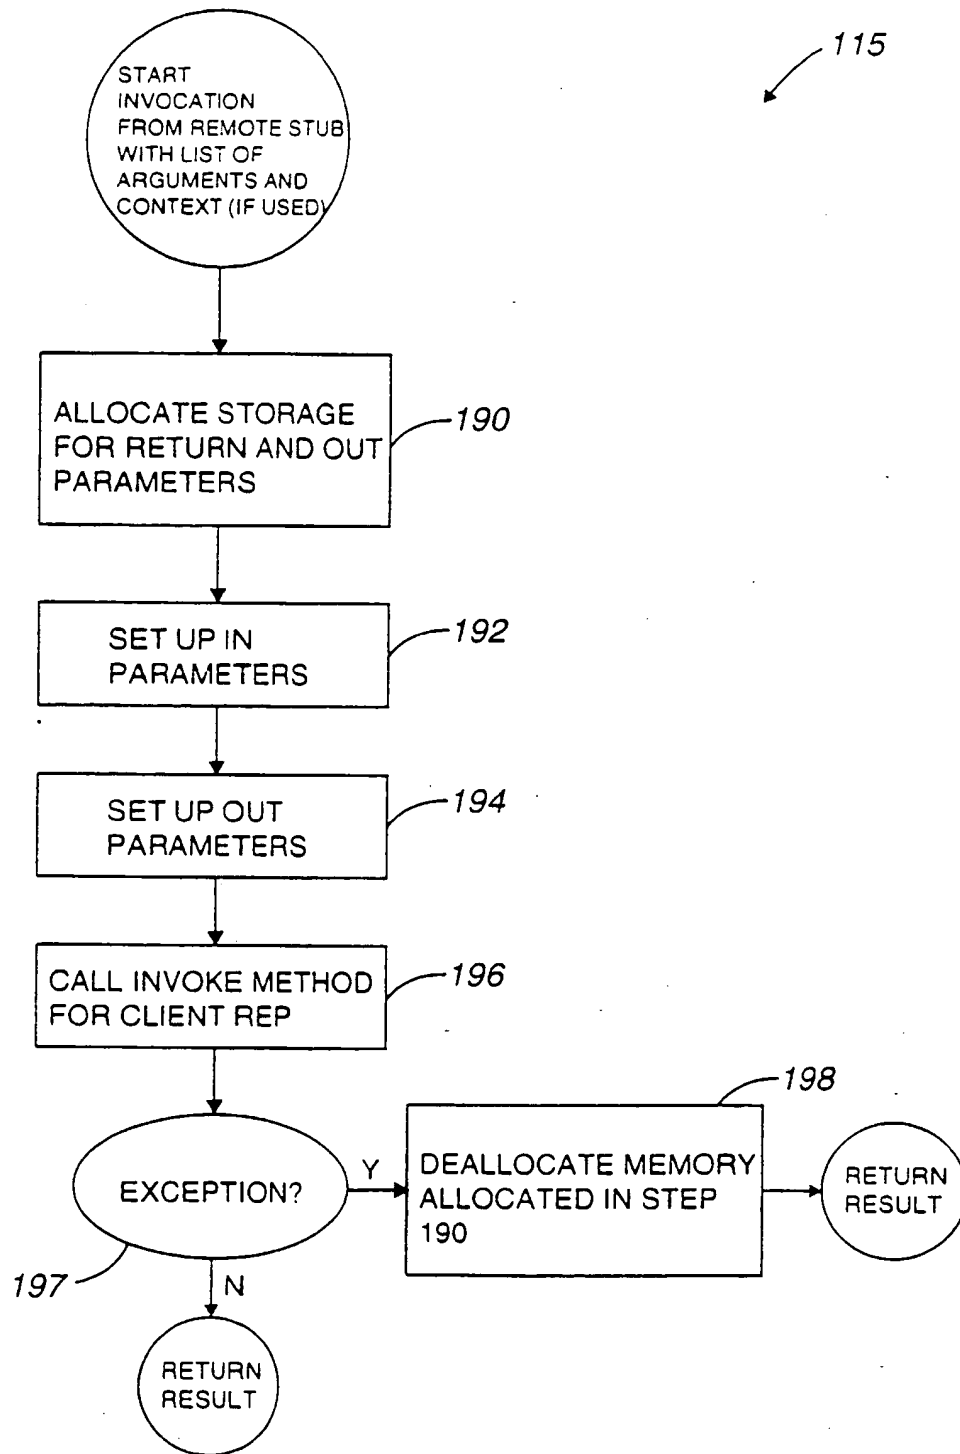 115
START
INVOCATION
FROM REMOTE STUB
WITH LIST OF
ARGUMENTS AND
CONTEXT (IF USED)
ALLOCATE STORAGE
FOR RETURN AND OUT
PARAMETERS
190
SET UP IN
PARAMETERS
192
SET UP OUT
PARAMETERS
194
CALL INVOKE METHOD
FOR CLIENT REP
196
EXCEPTION?
197
Y
DEALLOCATE MEMORY
ALLOCATED IN STEP
190
198
RETURN
RESULT
N
RETURN
RESULT